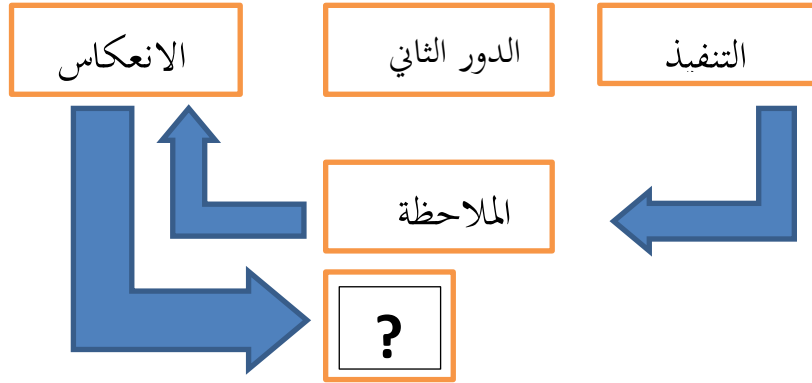 التنفيذ
الدور الثاني
الانعكاس
الملاحظة
?